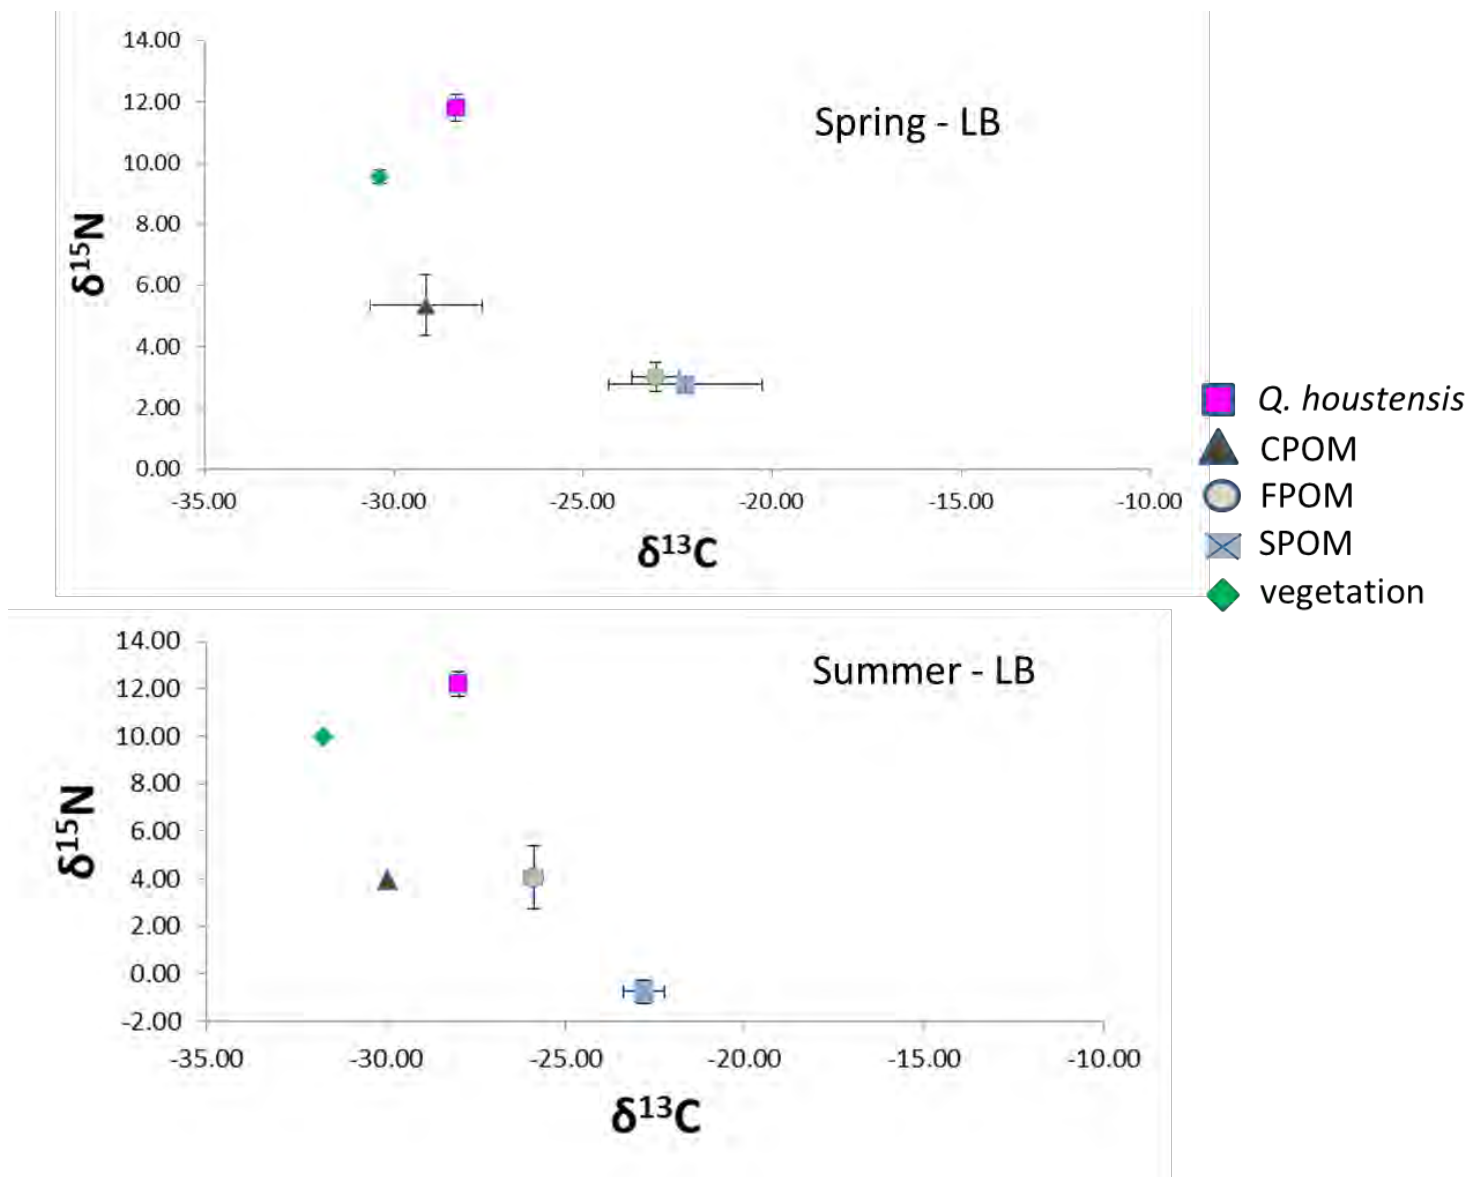 14.00
12.00
10.00
8.00
6.00
4.00
2.00
0.00
δ15N
Spring - LB
-35.00 -30.00 -25.00 -20.00 -15.00 -10.00
δ13C
Q. houstensis
CPOM
FPOM
SPOM
vegetation
14.00
12.00
10.00
8.00
6.00
4.00
2.00
0.00
-2.00
δ15N
Summer - LB
-35.00 -30.00 -25.00 -20.00 -15.00 -10.00
δ13C